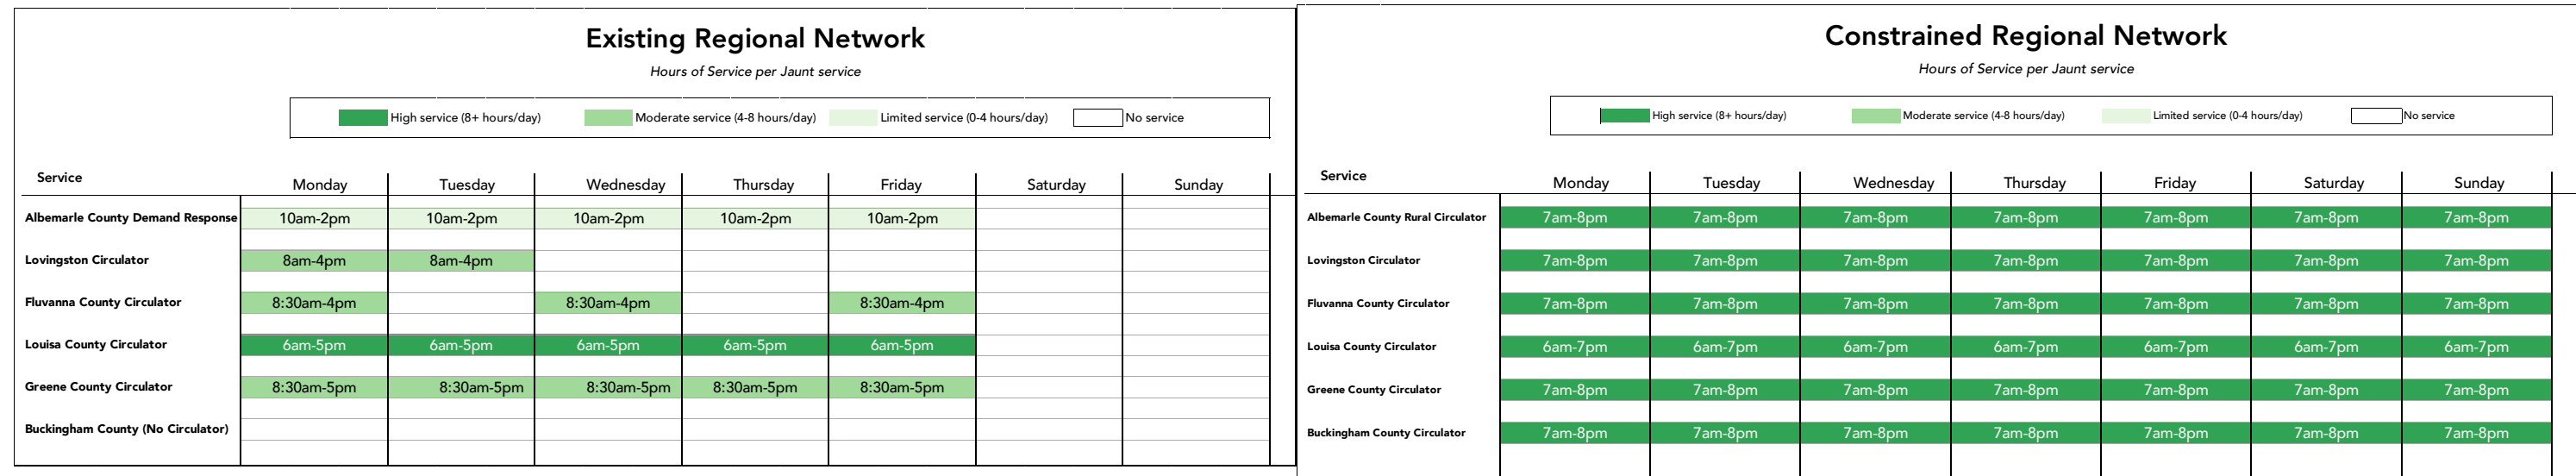 Existing Regional Network
Hours of Service per Jaunt service
High service (8+ hours/day) Moderate service (4-8 hours/day) Limited service (0-4 hours/day) No service
Service Monday Tuesday Wednesday Thursday Friday Saturday Sunday
Albemarle County Demand Response 10am-2pm 10am-2pm 10am-2pm 10am-2pm 10am-2pm
Lovingston Circulator 8am-4pm 8am-4pm
Fluvanna County Circulator 8:30am-4pm 8:30am-4pm 8:30am-4pm
Louisa County Circulator 6am-5pm 6am-5pm 6am-5pm 6am-5pm 6am-5pm
Greene County Circulator 8:30am-5pm 8:30am-5pm 8:30am-5pm 8:30am-5pm 8:30am-5pm
Buckingham County (No Circulator)
Constrained Regional Network
Hours of Service per Jaunt service
High service (8+ hours/day) Moderate service (4-8 hours/day) Limited service (0-4 hours/day) No service
Service Monday Tuesday Wednesday Thursday Friday Saturday Sunday
Albemarle County Rural Circulator 7am-8pm 7am-8pm 7am-8pm 7am-8pm 7am-8pm 7am-8pm 7am-8pm
Lovingston Circulator 7am-8pm 7am-8pm 7am-8pm 7am-8pm 7am-8pm 7am-8pm 7am-8pm
Fluvanna County Circulator 7am-8pm 7am-8pm 7am-8pm 7am-8pm 7am-8pm 7am-8pm 7am-8pm
Louisa County Circulator 6am-7pm 6am-7pm 6am-7pm 6am-7pm 6am-7pm 6am-7pm 6am-7pm
Greene County Circulator 7am-8pm 7am-8pm 7am-8pm 7am-8pm 7am-8pm 7am-8pm 7am-8pm
Buckingham County Circulator 7am-8pm 7am-8pm 7am-8pm 7am-8pm 7am-8pm 7am-8pm 7am-8pm